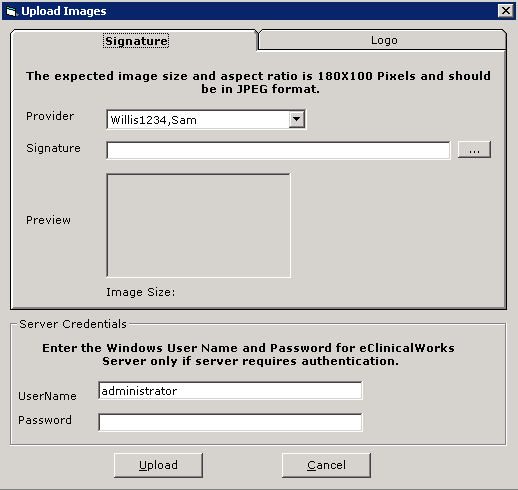 Upload Images
Signature
Logo
The expected image size and aspect ratio is 180X100 Pixels and should
be in JPEG format.
Provider
Willis1234,Sam
Signature
...
Preview
Image Size:
Server Credentials
Enter the Windows User Name and Password for eClinicalWorks
Server only if server requires authentication.
UserName
administrator
Password
Upload
Cancel